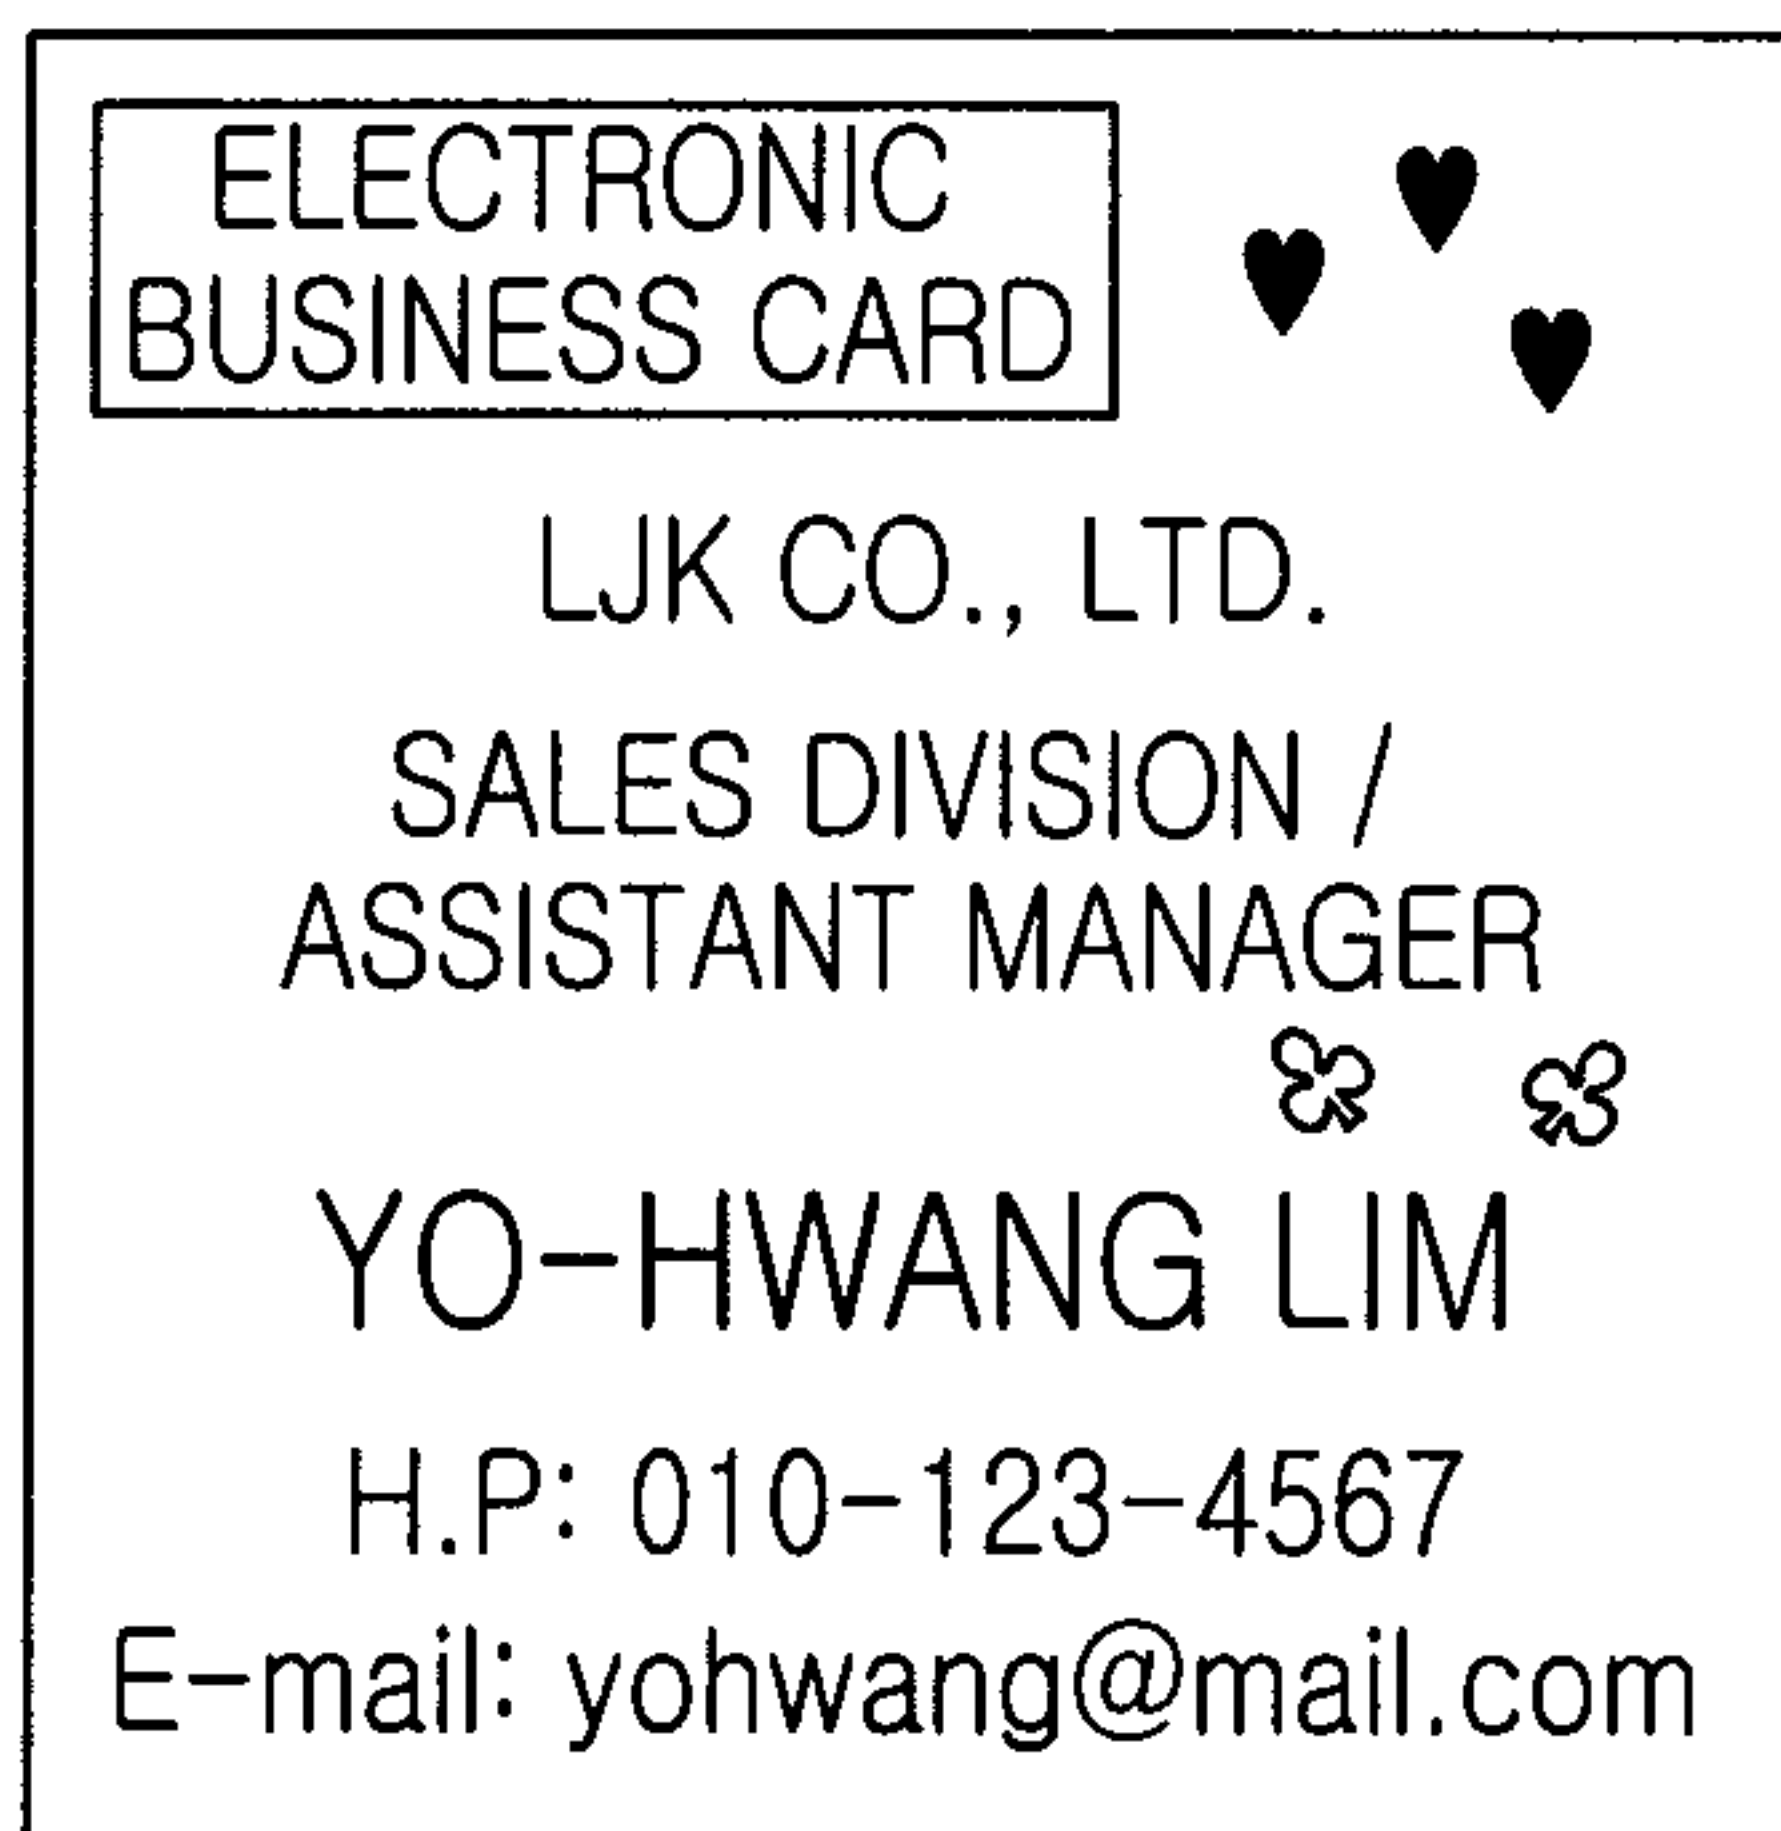 ELECTRONIC
BUSINESS CARD
LJK CO., LTD.
SALES DIVISION /
ASSISTANT MANAGER
YO-HWANG LIM
H.P: 010-123-4567
E-mail: yohwang@mail.com